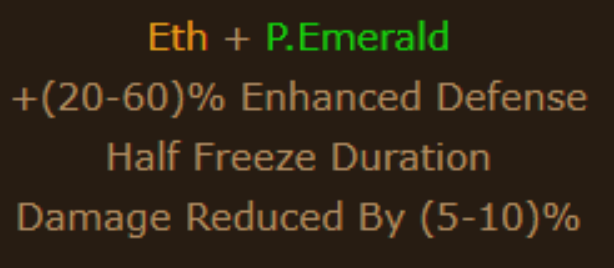 Eth + P.Emerald
+(20-60)% Enhanced Defense
Half Freeze Duration
Damage Reduced By (5-10)%